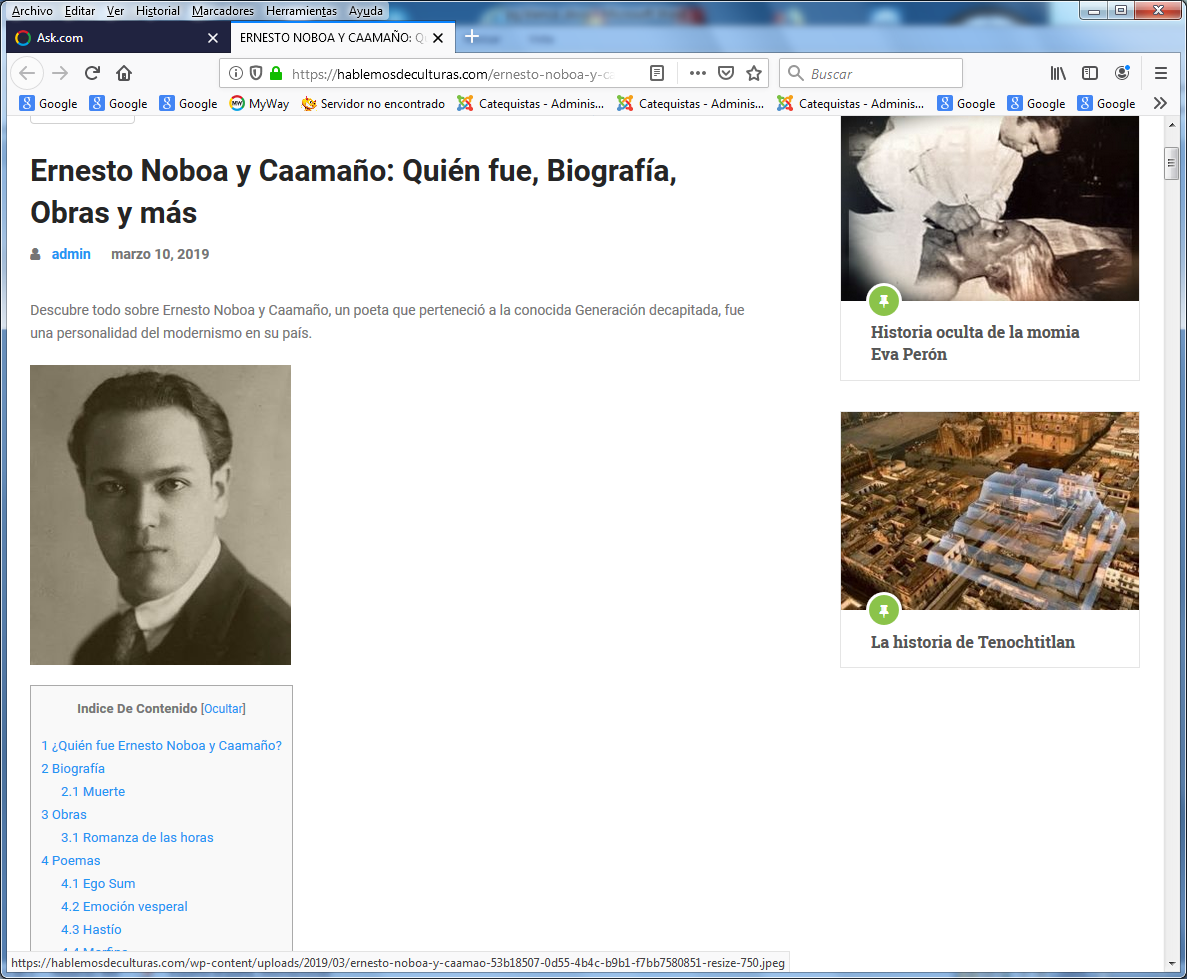 Archivo Editar Ver Historial Marcadores Herramientas Ayuda
Ask.com
ERNESTO NOBOA Y CAAMAÑO:
https://hablemosdeculturas.com/ernesto-noboa-y-ca
Buscar
Google Google Google MyWay Servidor no encontrado Catequistas - Adminis... Catequistas - Adminis... Catequistas - Adminis... Google Google Google
Ernesto Noboa y Caamaño: Quién fue, Biografía,
Obras y más
admin marzo 10, 2019
Descubre todo sobre Ernesto Noboa y Caamaño, un poeta que perteneció a la conocida Generación decapitada, fue
una personalidad del modernismo en su país.
Indice De Contenido [Ocultar]
1 ¿Quién fue Ernesto Noboa y Caamaño?
2 Biografía
2.1 Muerte
3 Obras
3.1 Romanza de las horas
4 Poemas
4.1 Ego Sum
4.2 Emoción vesperal
4.3 Hastío
Historia oculta de la momia
Eva Perón
La historia de Tenochtitlan
https://hablemosdeculturas.com/wp-content/uploads/2019/03/ernesto-noboa-y-caamao-53b18507-0d55-4b4c-b9b1-f7bb7580851-resize-750.jpeg